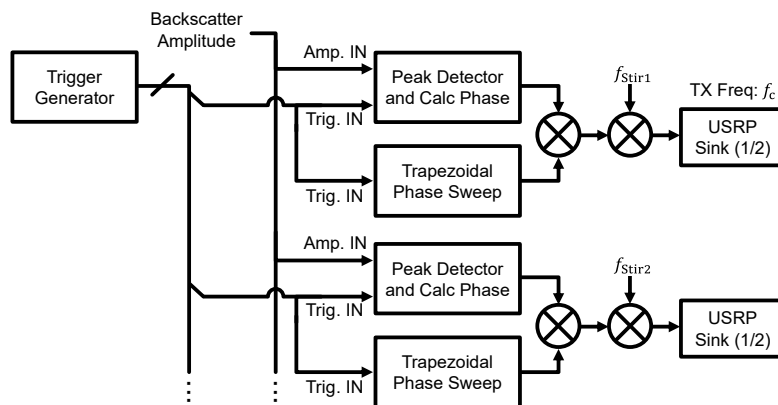 Backscatter
Amplitude
Trigger
Generator
Amp. IN
Peak Detector
and Calc Phase
Trig. IN
Trapezoidal
Phase Sweep
Trig. IN
f_Stir1
TX Freq: f_c
USRP
Sink (1/2)
Amp. IN
Peak Detector
and Calc Phase
Trig. IN
Trapezoidal
Phase Sweep
Trig. IN
f_Stir2
USRP
Sink (1/2)